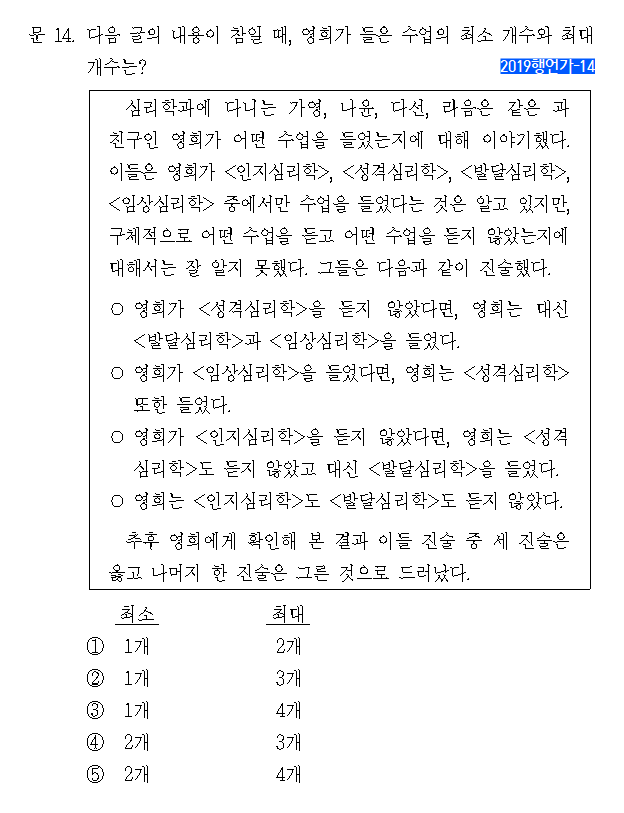 문 14. 다음 글의 내용이 참일 때, 영희가 들은 수업의 최소 개수와 최대
개수는?
2019행언가-14
심리학과에 다니는 가영, 나윤, 다선, 라음은 같은 과
친구인 영희가 어떤 수업을 들었는지에 대해 이야기했다.
이들은 영희가 <인지심리학>, <성격심리학>, <발달심리학>,
<임상심리학> 중에서만 수업을 들었다는 것은 알고 있지만,
구체적으로 어떤 수업을 듣고 어떤 수업을 듣지 않았는지에
대해서는 잘 알지 못했다. 그들은 다음과 같이 진술했다.
○ 영희가 <성격심리학>을 듣지 않았다면, 영희는 대신
<발달심리학>과 <임상심리학>을 들었다.
○ 영희가 <임상심리학>을 들었다면, 영희는 <성격심리학>
또한 들었다.
○ 영희가 <인지심리학>을 듣지 않았다면, 영희는 <성격
심리학>도 듣지 않았고 대신 <발달심리학>을 들었다.
○ 영희는 <인지심리학>도 <발달심리학>도 듣지 않았다.
추후 영희에게 확인해 본 결과 이들 진술 중 세 진술은
옳고 나머지 한 진술은 그른 것으로 드러났다.
최소 최대
① 1개 2개
② 1개 3개
③ 1개 4개
④ 2개 3개
⑤ 2개 4개